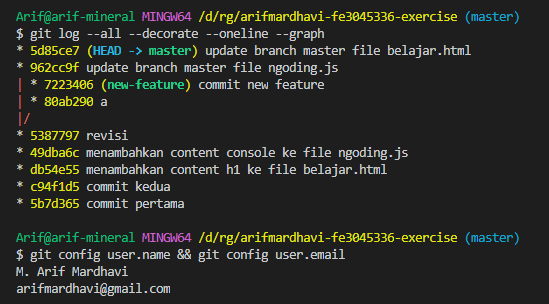 Arif@arif-mineral MINGW64 /d/rg/arifmardhavi-fe3045336-exercise (master)
$ git log --all --decorate --oneline --graph
* 5d85ce7 (HEAD -> master) update branch master file belajar.html
* 962cc9f update branch master file ngoding.js
| * 7223406 (new-feature) commit new feature
| * 80ab290 a
|/
* 5387797 revisi
* 49dba6c menambahkan content console ke file ngoding.js
* db54e55 menambahkan content h1 ke file belajar.html
* c94f1d5 commit kedua
* 5b7d365 commit pertama
Arif@arif-mineral MINGW64 /d/rg/arifmardhavi-fe3045336-exercise (master)
$ git config user.name && git config user.email
M. Arif Mardhavi
arifmardhavi@gmail.com